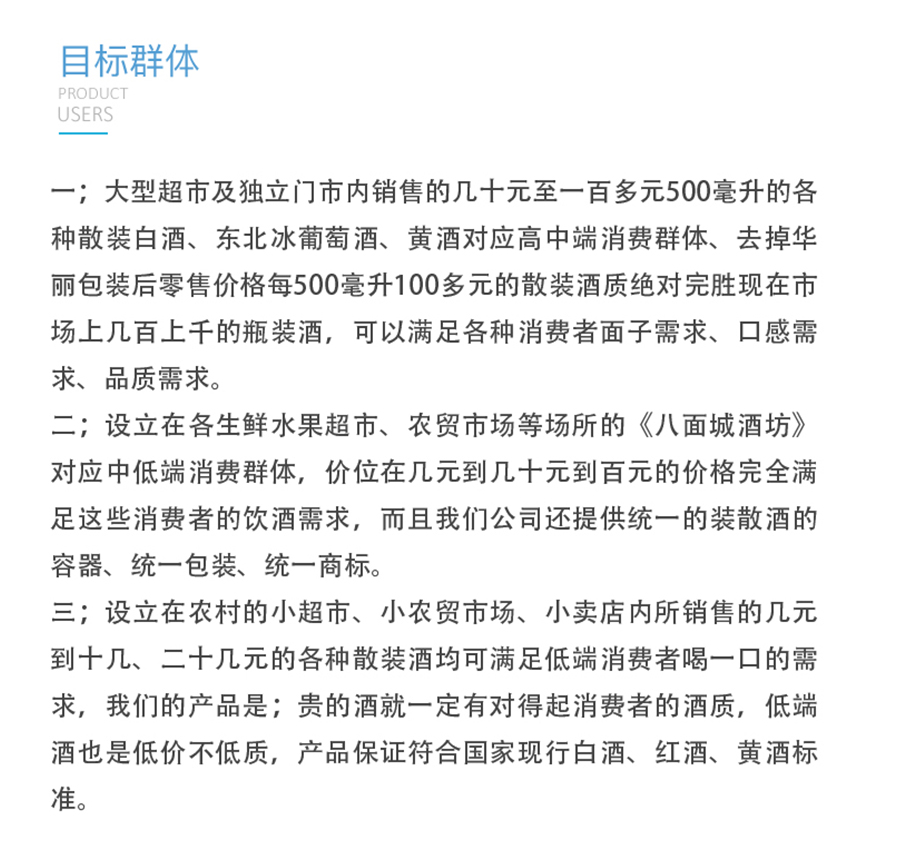 目标群体
PRODUCT
USERS
一；大型超市及独立门市内销售的几十元至一百多元500毫升的各
种散装白酒、东北冰葡萄酒、黄酒对应高中端消费群体、去掉华
丽包装后零售价格每500毫升100多元的散装酒质绝对完胜现在市
场上几百上千的瓶装酒，可以满足各种消费者面子需求、口感需
求、品质需求。
二；设立在各生鲜水果超市、农贸市场等场所的《八面城酒坊》
对应中低端消费群体，价位在几元到几十元到百元的价格完全满
足这些消费者的饮酒需求，而且我们公司还提供统一的装散酒的
容器、统一包装、统一商标。
三；设立在农村的小超市、小农贸市场、小卖店内所销售的几元
到十几、二十几元的各种散装酒均可满足低端消费者喝一口的需
求，我们的产品是；贵的酒就一定有对得起消费者的酒质，低端
酒也是低价不低质，产品保证符合国家现行白酒、红酒、黄酒标
准。